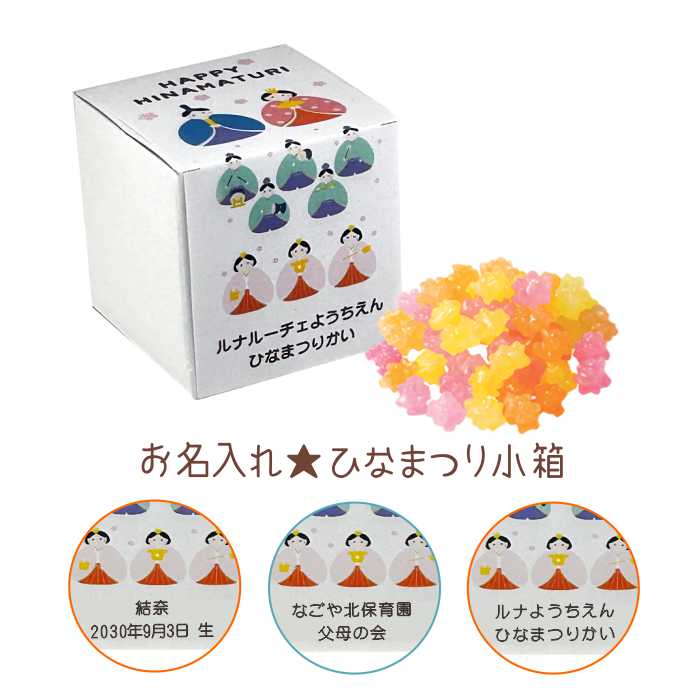 HAPPY
HINAMATURI
ルナルーチェようちえん
ひなまつりかい
お名入れ★ひなまつり小箱
結奈
2030年9月3日 生
なごや北保育園
父母の会
ルナようちえん
ひなまつりかい